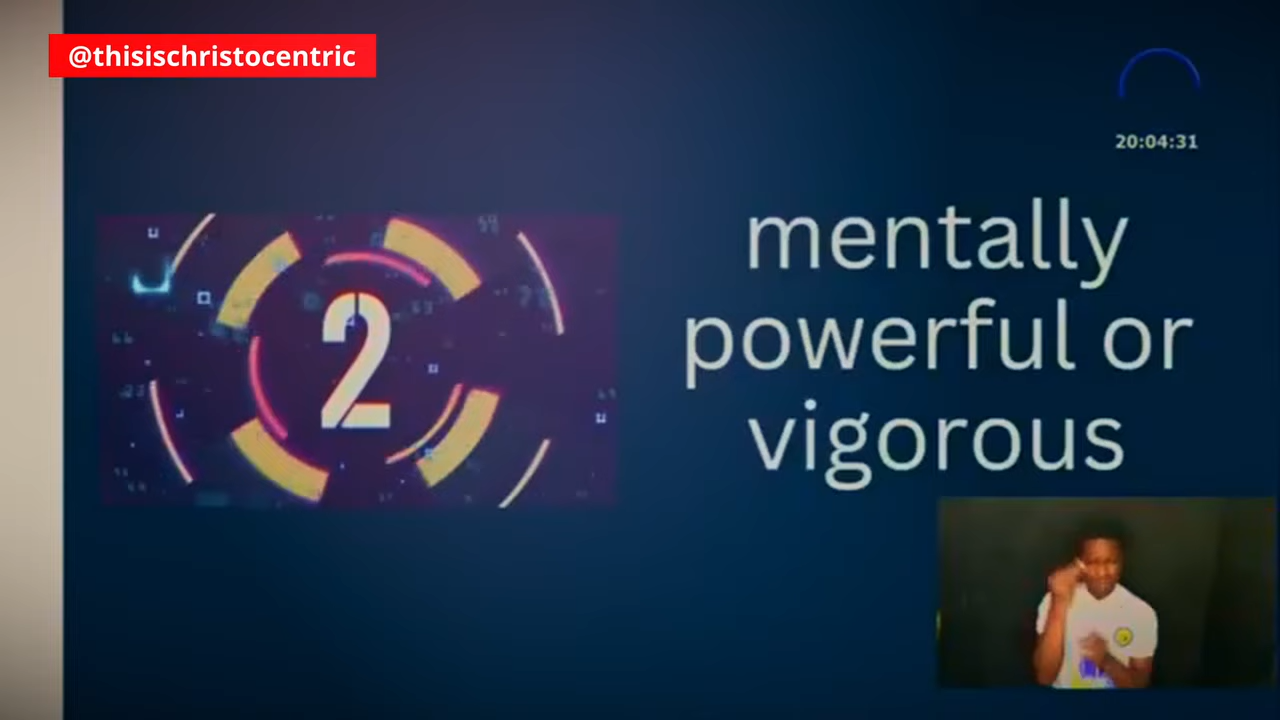 @thisischristocentric
20:04:31
mentally
powerful or
vigorous
2